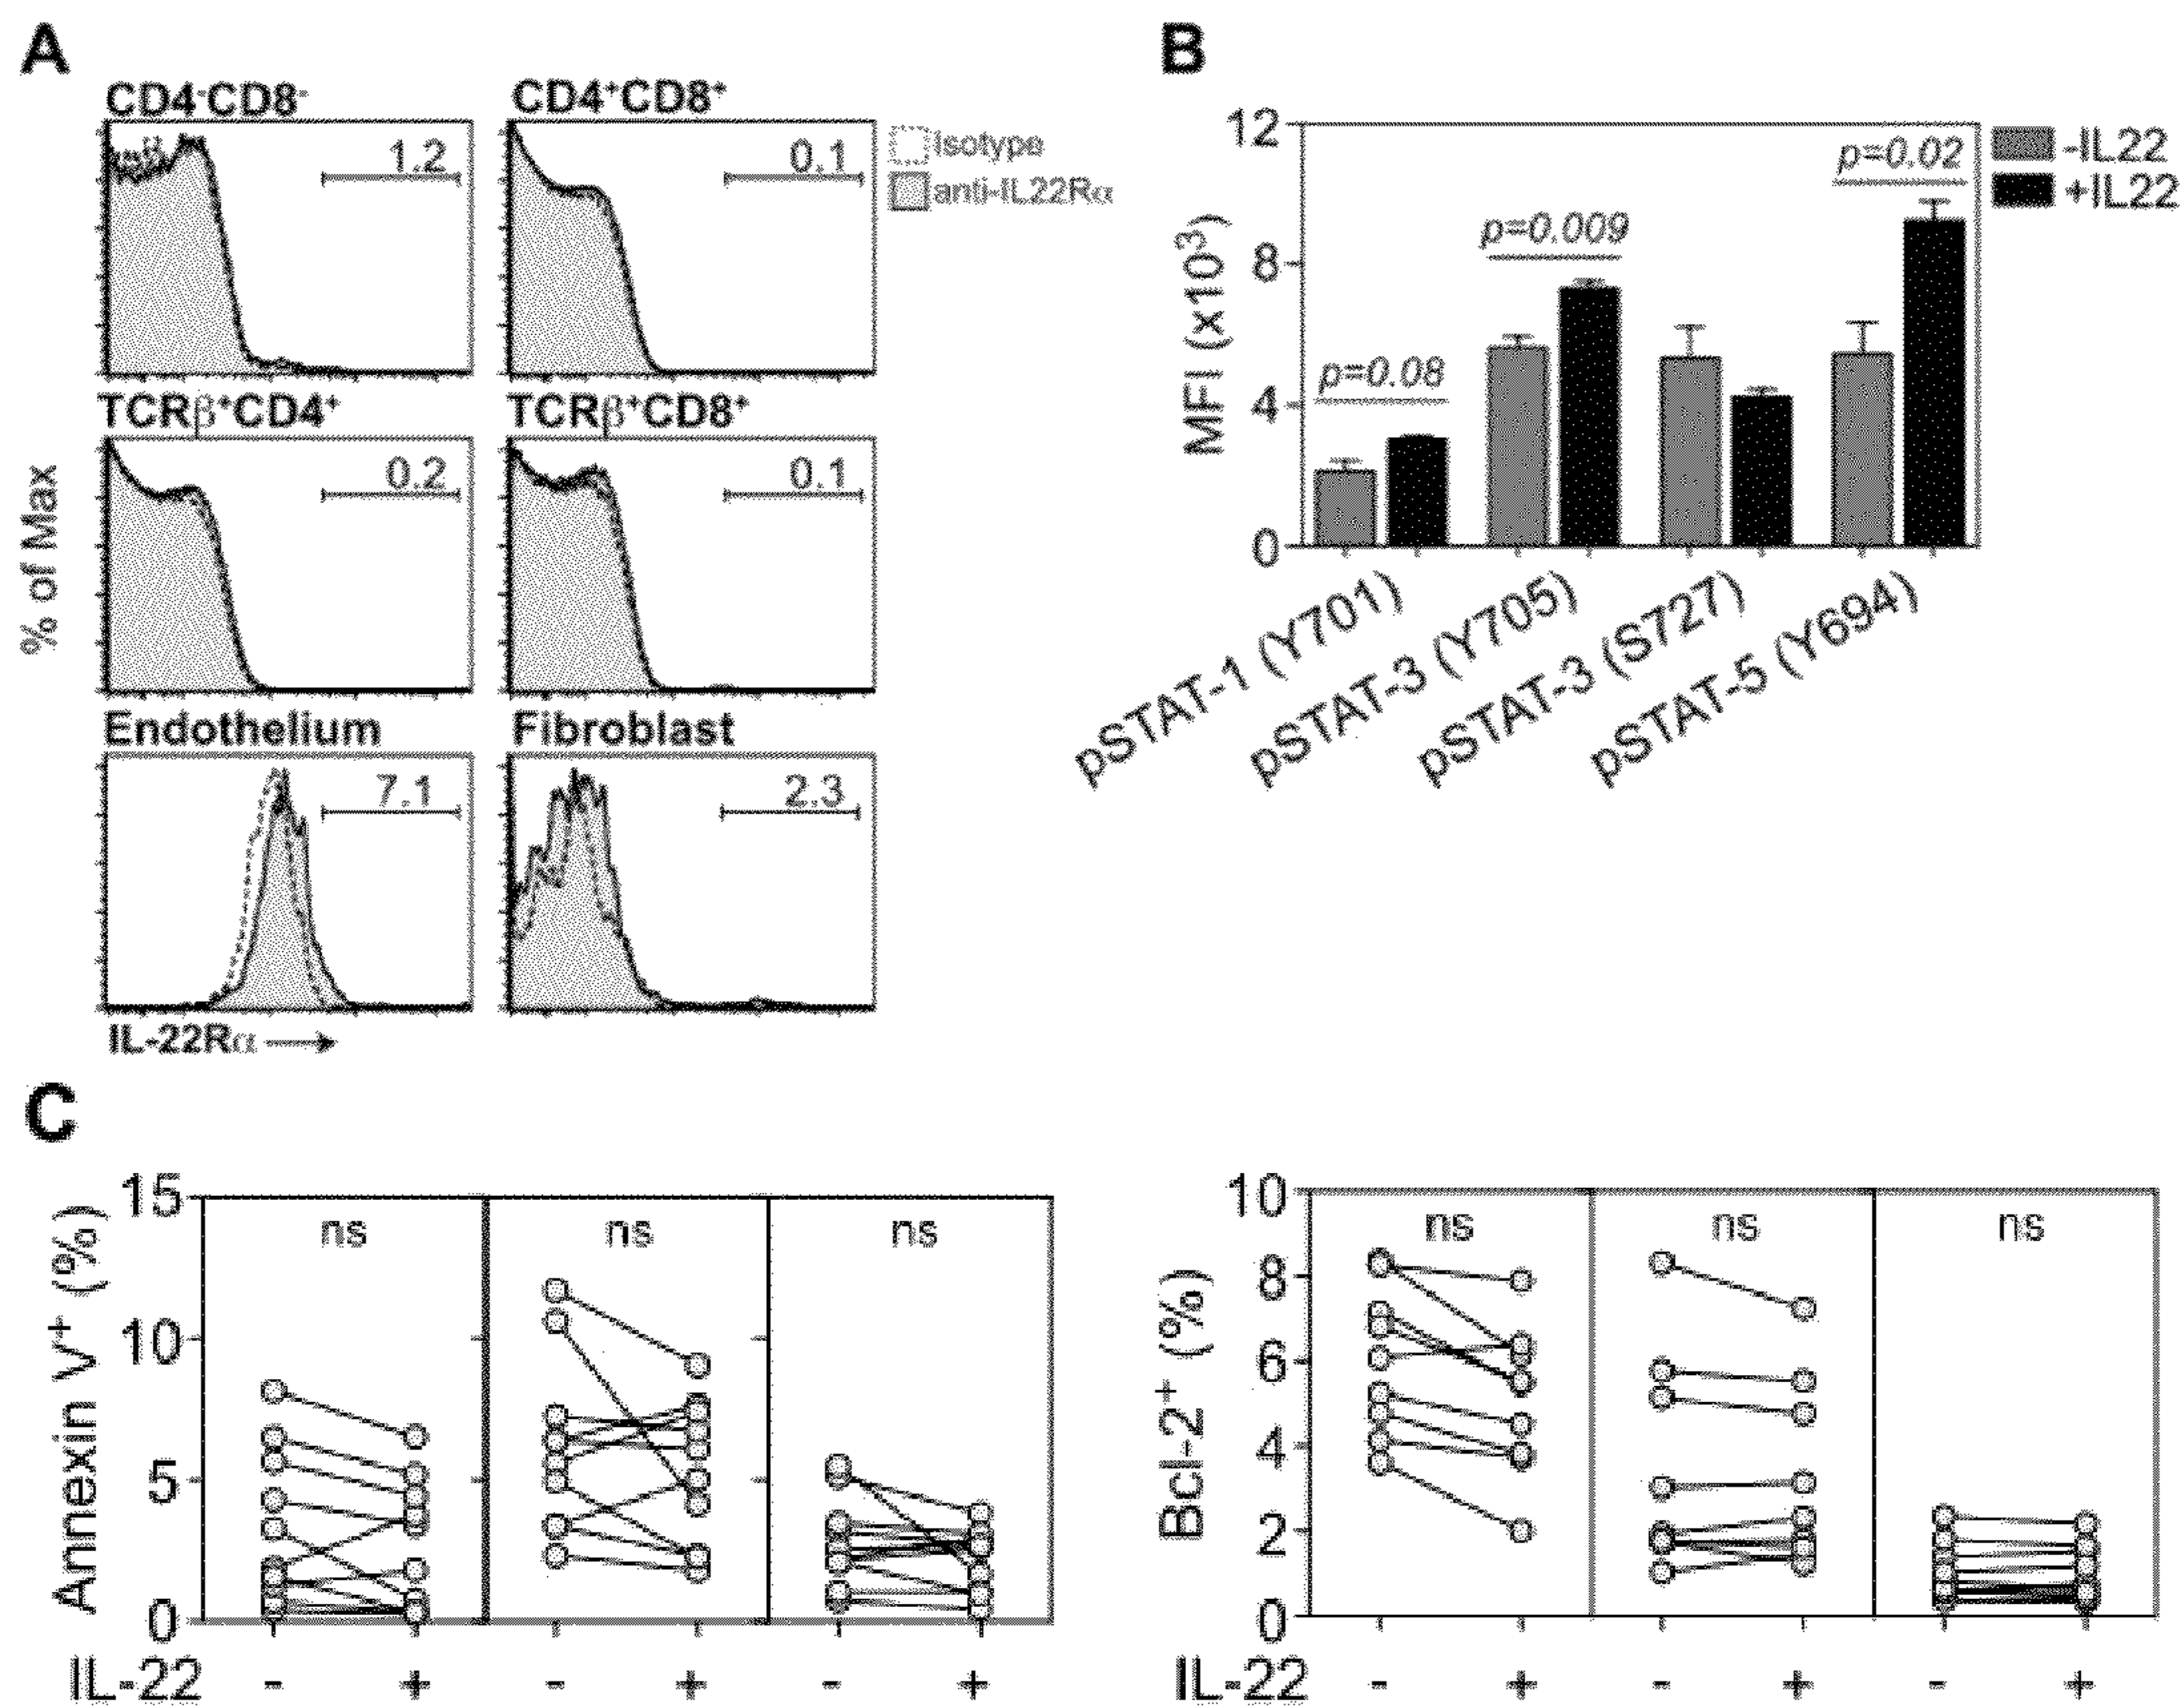 A
CD4-CD8-
CD4+CD8+
1.2
0.1
Isotype
anti-IL22Rα
TCRβ+CD4+
TCRβ+CD8+
0.2
0.1
% of Max
Endothelium
Fibroblast
7.1
2.3
IL-22Rα
B
12
8
4
0
MFI (x10³)
p=0.08
p=0.009
p=0.02
-IL22
+IL22
pSTAT-1 (Y701)
pSTAT-3 (Y705)
pSTAT-3 (S727)
pSTAT-5 (Y694)
C
15
10
5
0
Annexin V+ (%)
ns
ns
ns
IL-22 - + - + - +
10
8
6
4
2
0
Bcl-2+ (%)
ns
ns
ns
IL-22 - + - + - +